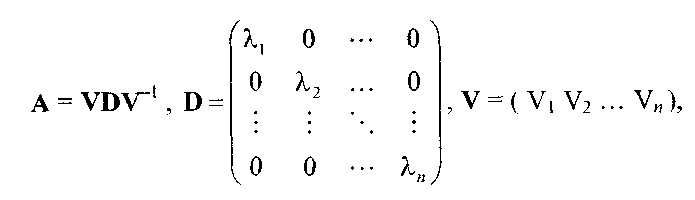 λ₁ 0 ⋯ 0
0 λ₂ … 0
A = VDV⁻¹ , D = , V = ( V₁ V₂ … Vₙ),
⋮ ⋮ ⋱ ⋮
0 0 ⋯ λₙ